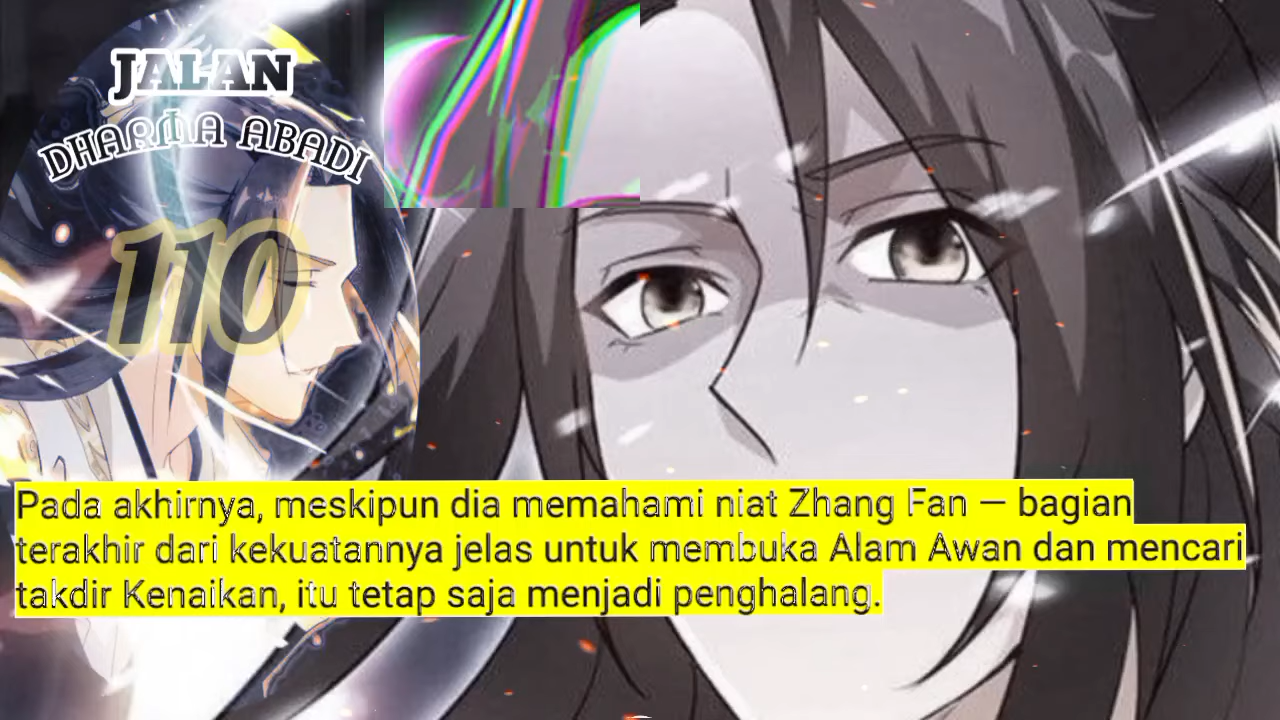 JALAN
DHARMA ABADI
110
Pada akhirnya, meskipun dia memahami niat Zhang Fan — bagian
terakhir dari kekuatannya jelas untuk membuka Alam Awan dan mencari
takdir Kenaikan, itu tetap saja menjadi penghalang.